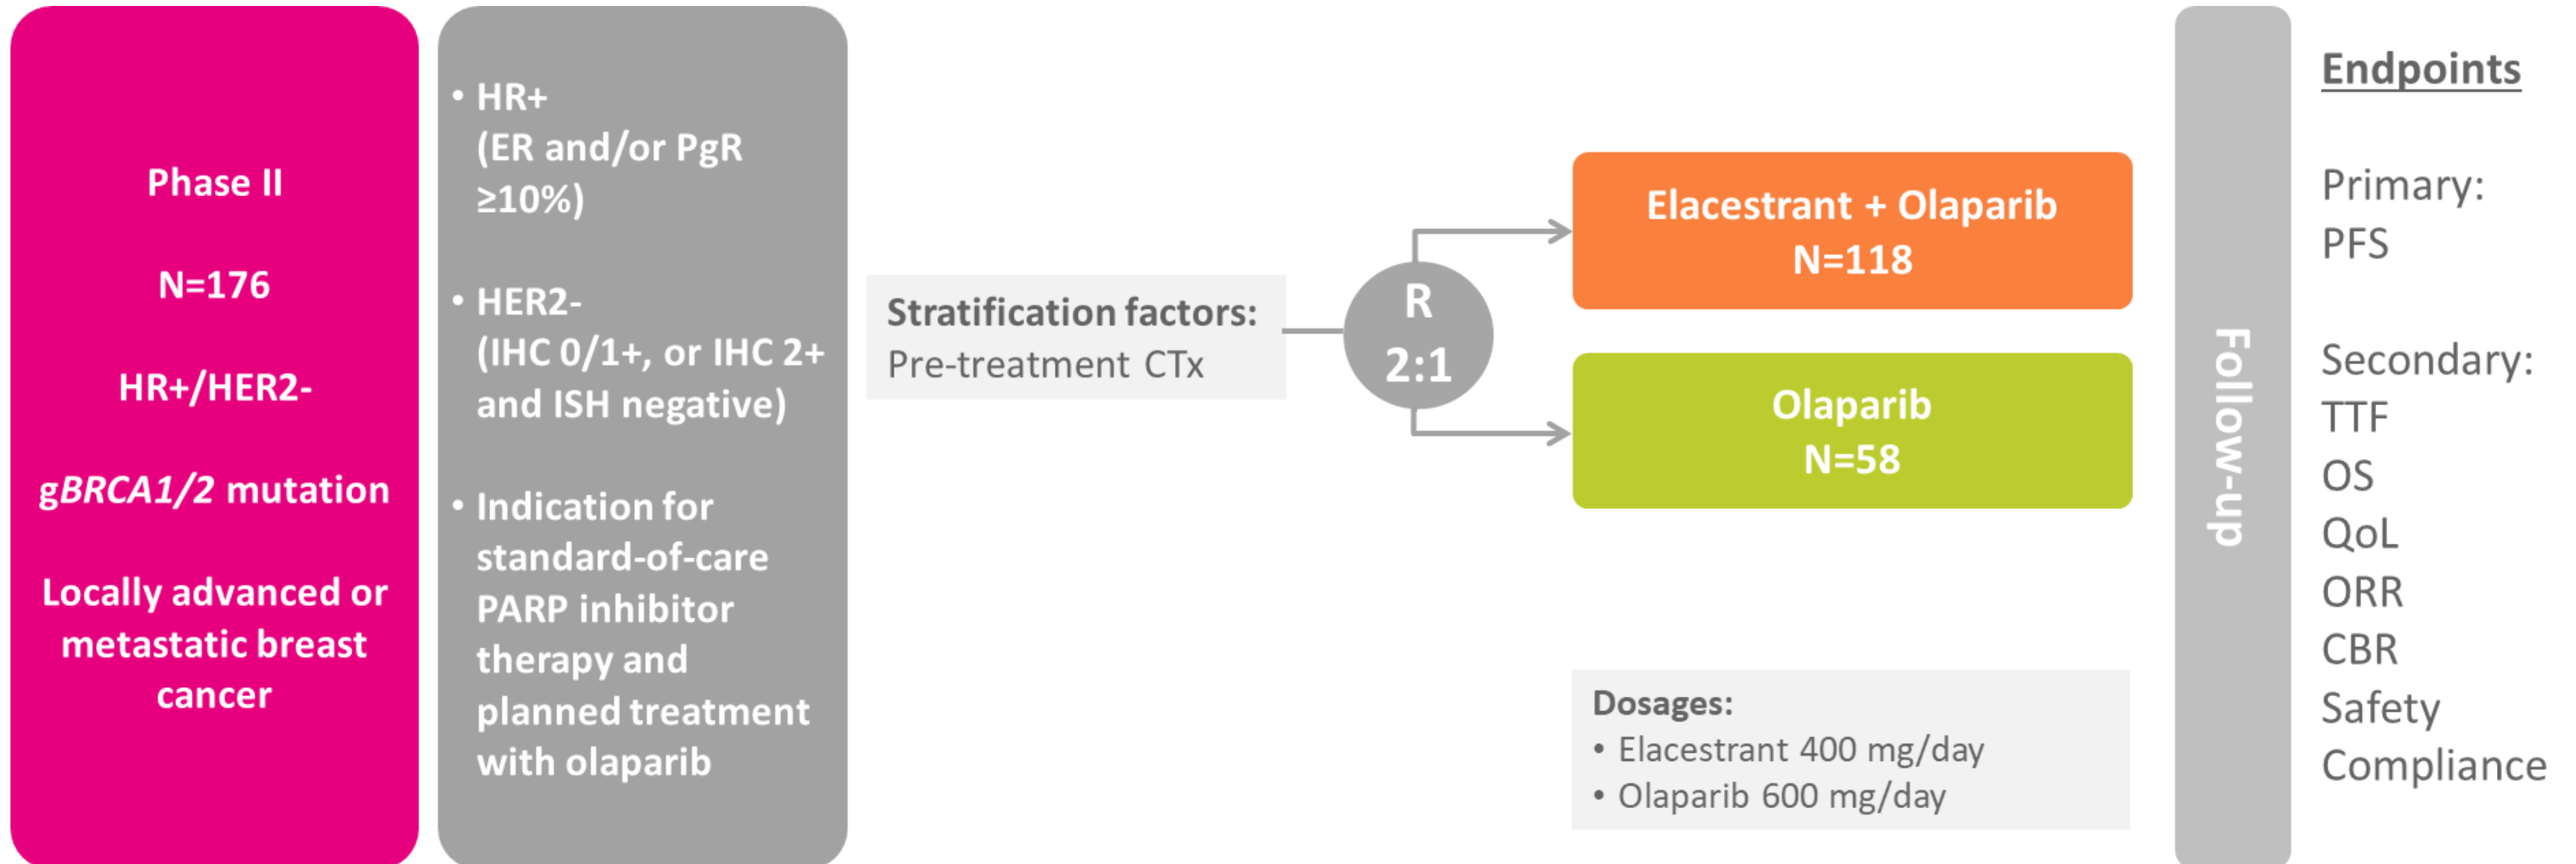 Phase II
N=176
HR+/HER2-
gBRCA1/2 mutation
Locally advanced or
metastatic breast
cancer
• HR+
(ER and/or PgR
≥10%)
• HER2-
(IHC 0/1+, or IHC 2+
and ISH negative)
• Indication for
standard-of-care
PARP inhibitor
therapy and
planned treatment
with olaparib
Stratification factors:
Pre-treatment CTx
R
2:1
Elacestrant + Olaparib
N=118
Olaparib
N=58
Dosages:
• Elacestrant 400 mg/day
• Olaparib 600 mg/day
Follow-up
Endpoints
Primary:
PFS
Secondary:
TTF
OS
QoL
ORR
CBR
Safety
Compliance